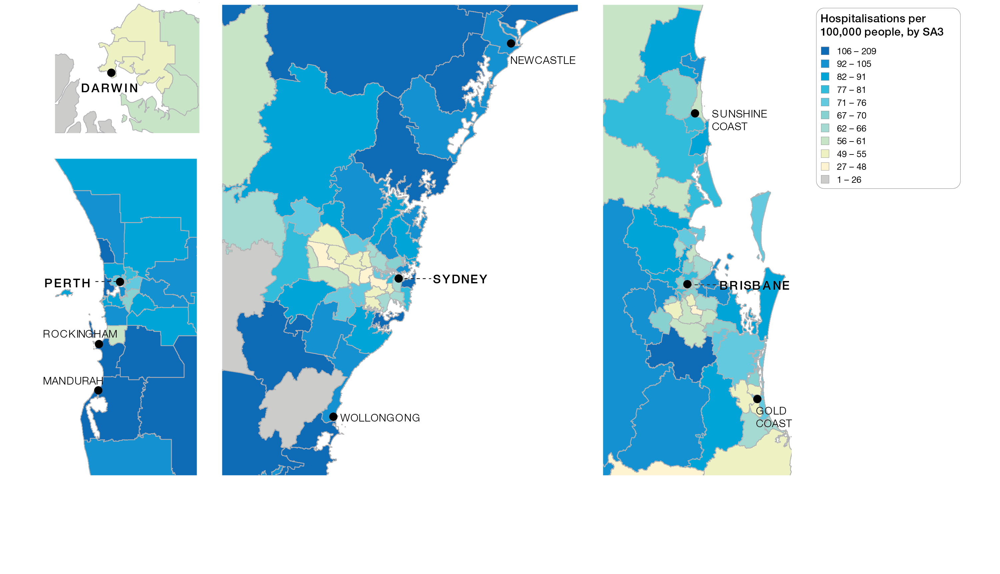 Hospitalisations per
100,000 people, by SA3
106 – 209
92 – 105
82 – 91
77 – 81
71 – 76
67 – 70
62 – 66
56 – 61
49 – 55
27 – 48
1 – 26
NEWCASTLE
DARWIN
SUNSHINE
COAST
PERTH
SYDNEY
BRISBANE
ROCKINGHAM
MANDURAH
WOLLONGONG
GOLD
COAST